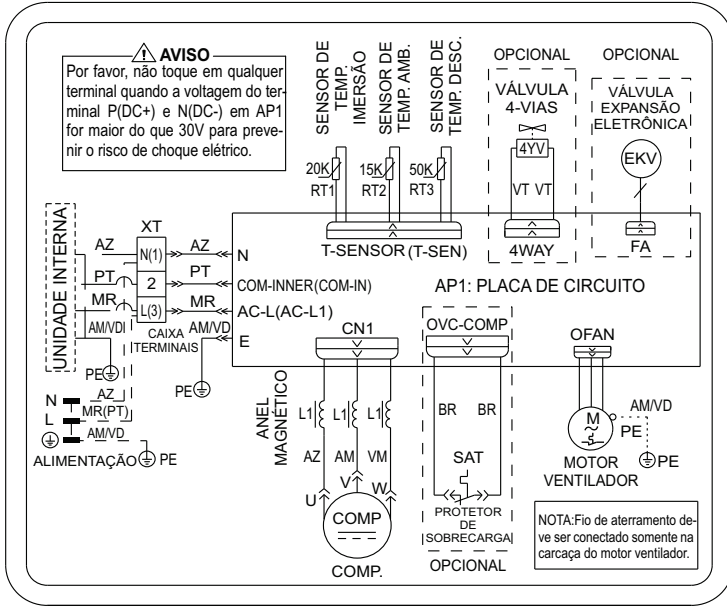 AVISO
Por favor, não toque em qualquer
terminal quando a voltagem do ter-
minal P(DC+) e N(DC-) em AP1
for maior do que 30V para preve-
nir o risco de choque elétrico.
SENSOR DE
TEMP.
IMERSÃO
SENSOR DE
TEMP. AMB.
SENSOR DE
TEMP. DESC.
20K
RT1
15K
RT2
50K
RT3
T-SENSOR (T-SEN)
OPCIONAL
VÁLVULA
4-VIAS
4YV
VT VT
4WAY
OPCIONAL
VÁLVULA
EXPANSÃO
ELETRÔNICA
EKV
FA
UNIDADE INTERNA
XT
AZ N(1) AZ N
PT 2 PT COM-INNER(COM-IN)
MR L(3) MR AC-L(AC-L1)
AM/VD
CAIXA
TERMINAIS
AM/VD
E
PE
PE
AP1: PLACA DE CIRCUITO
N AZ
L MR(PT)
AM/VD
ALIMENTAÇÃO PE
CN1
ANEL
MAGNÉTICO
L1 L1 L1
AZ AM VM
U V W
COMP
COMP.
OVC-COMP
BR BR
SAT
PROTETOR
DE
SOBRECARGA
OPCIONAL
OFAN
M
AM/VD
PE
PE
MOTOR
VENTILADOR
NOTA:Fio de aterramento de-
ve ser conectado somente na
carcaça do motor ventilador.